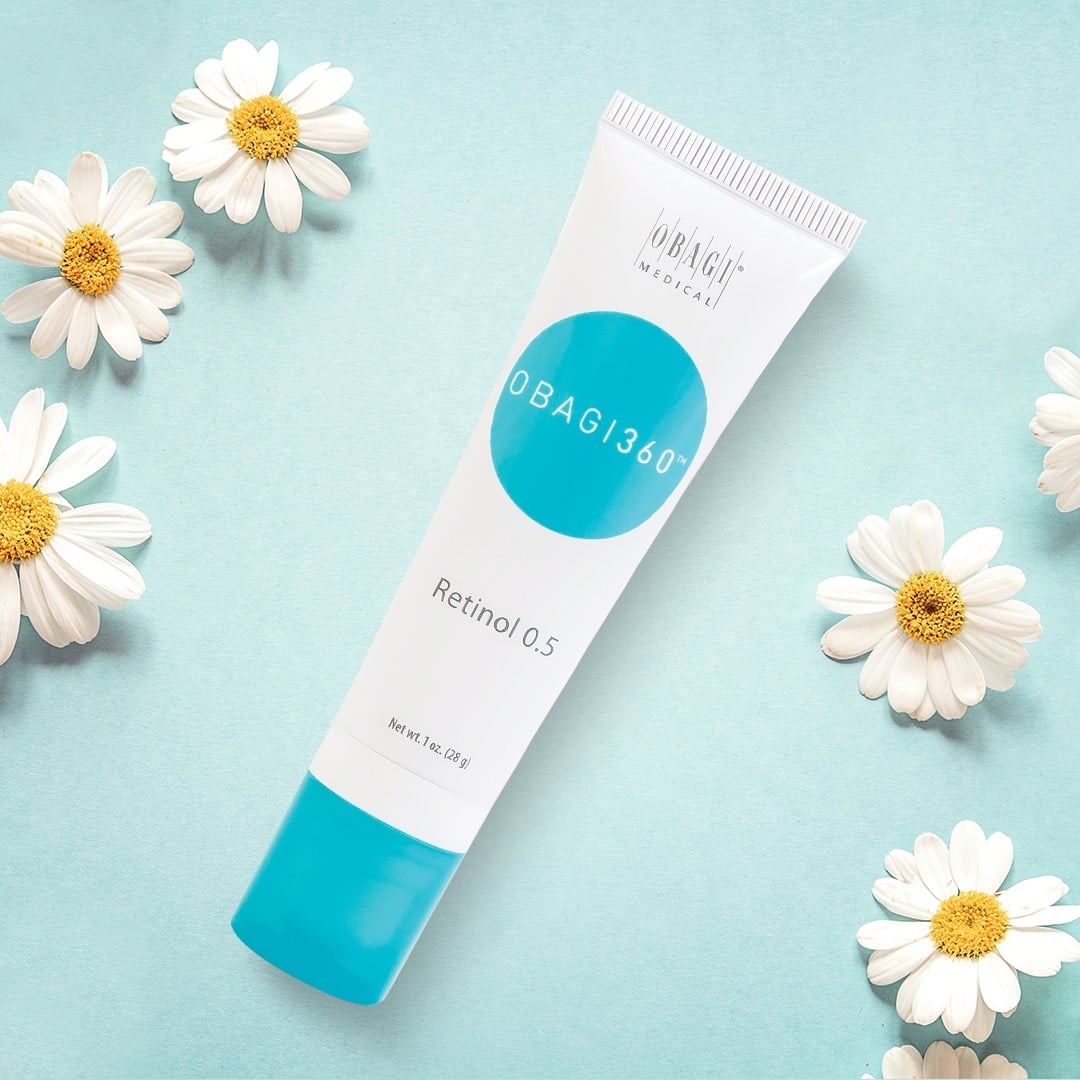 OBAGI®
MEDICAL
OBAGI360™
Retinol 0.5
Net wt. 1 oz. (28 g)